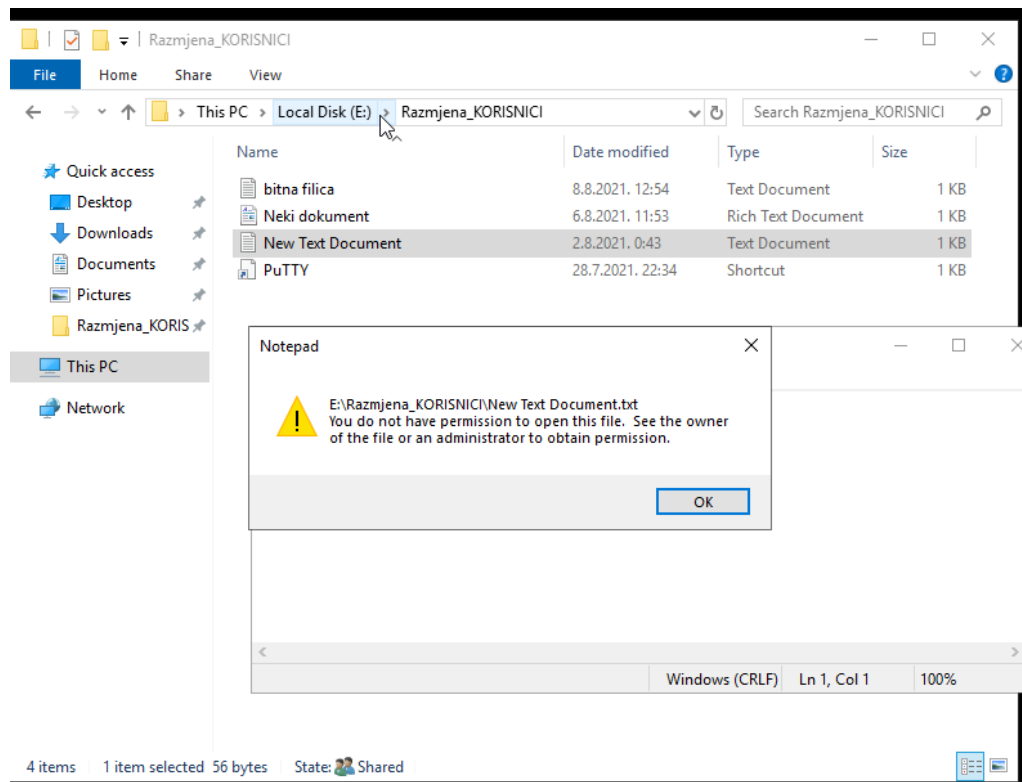 Razmjena_KORISNICI
File Home Share View
This PC Local Disk (E:) Razmjena_KORISNICI Search Razmjena_KORISNICI
Name Date modified Type Size
Quick access
Desktop
Downloads
Documents
Pictures
Razmjena_KORIS
This PC
Network
bitna filica 8.8.2021. 12:54 Text Document 1 KB
Neki dokument 6.8.2021. 11:53 Rich Text Document 1 KB
New Text Document 2.8.2021. 0:43 Text Document 1 KB
PuTTY 28.7.2021. 22:34 Shortcut 1 KB
Notepad
E:\Razmjena_KORISNICI\New Text Document.txt
You do not have permission to open this file. See the owner
of the file or an administrator to obtain permission.
OK
Windows (CRLF) Ln 1, Col 1 100%
4 items 1 item selected 56 bytes State: Shared